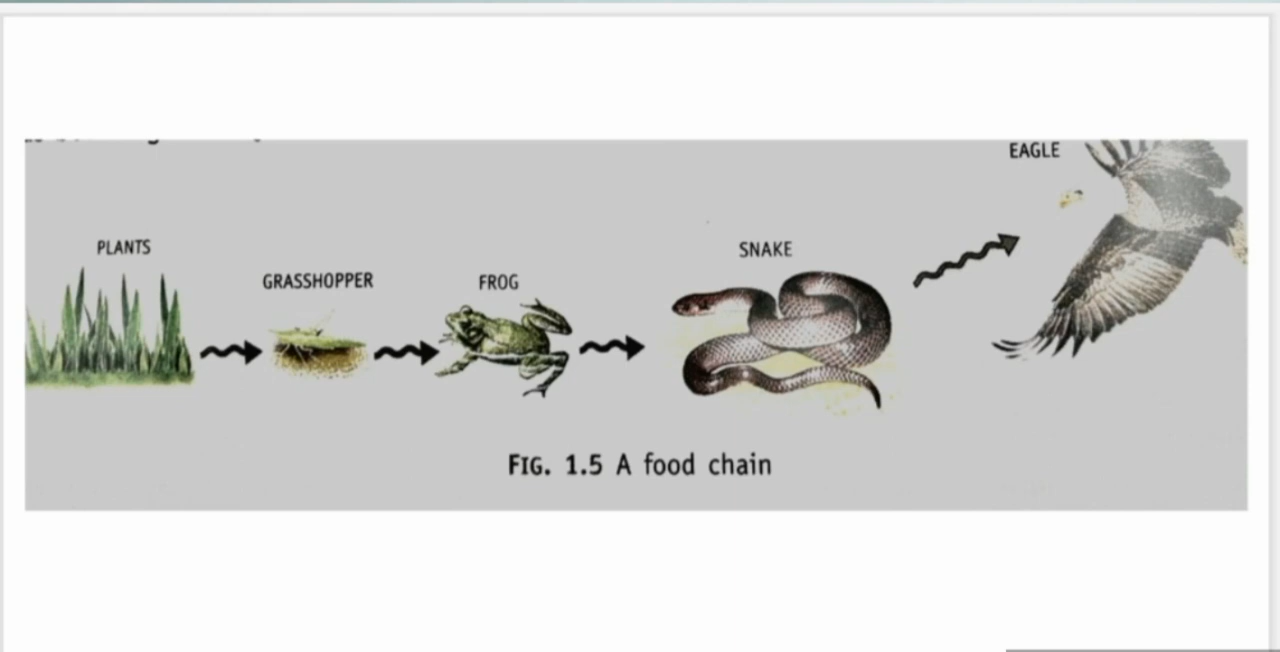 EAGLE
PLANTS
SNAKE
GRASSHOPPER
FROG
FIG. 1.5 A food chain